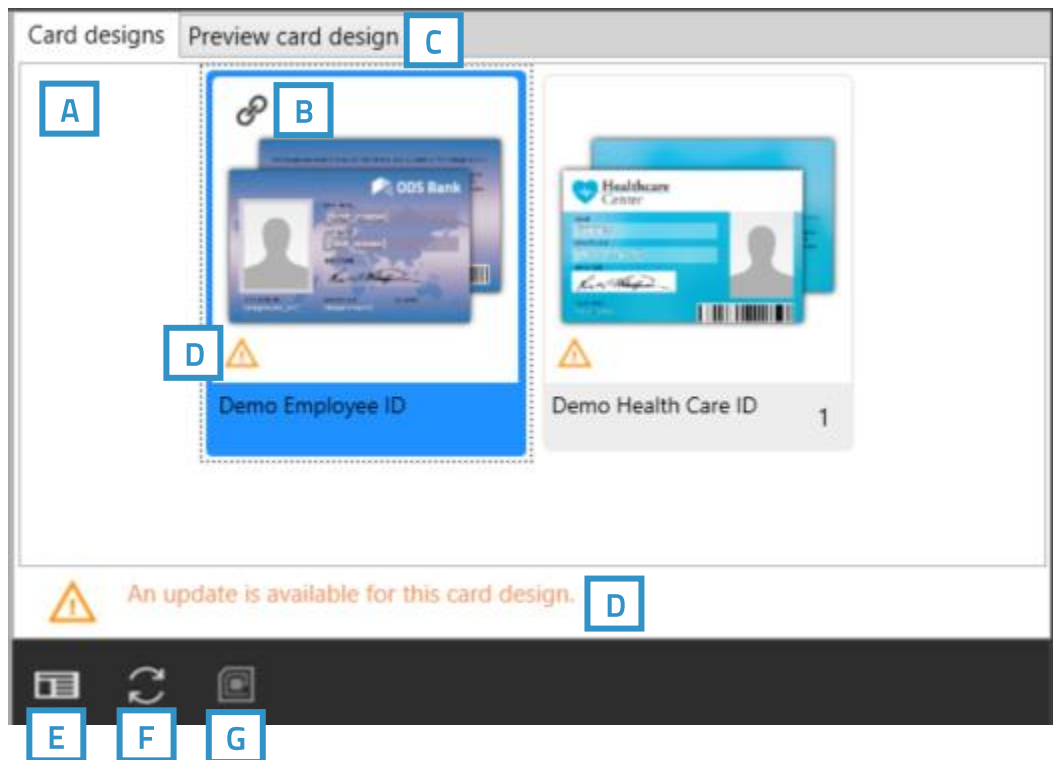 Card designs Preview card design C
A
B
ODS Bank
Healthcare
Center
D
Demo Employee ID
Demo Health Care ID 1
An update is available for this card design. D
E F G